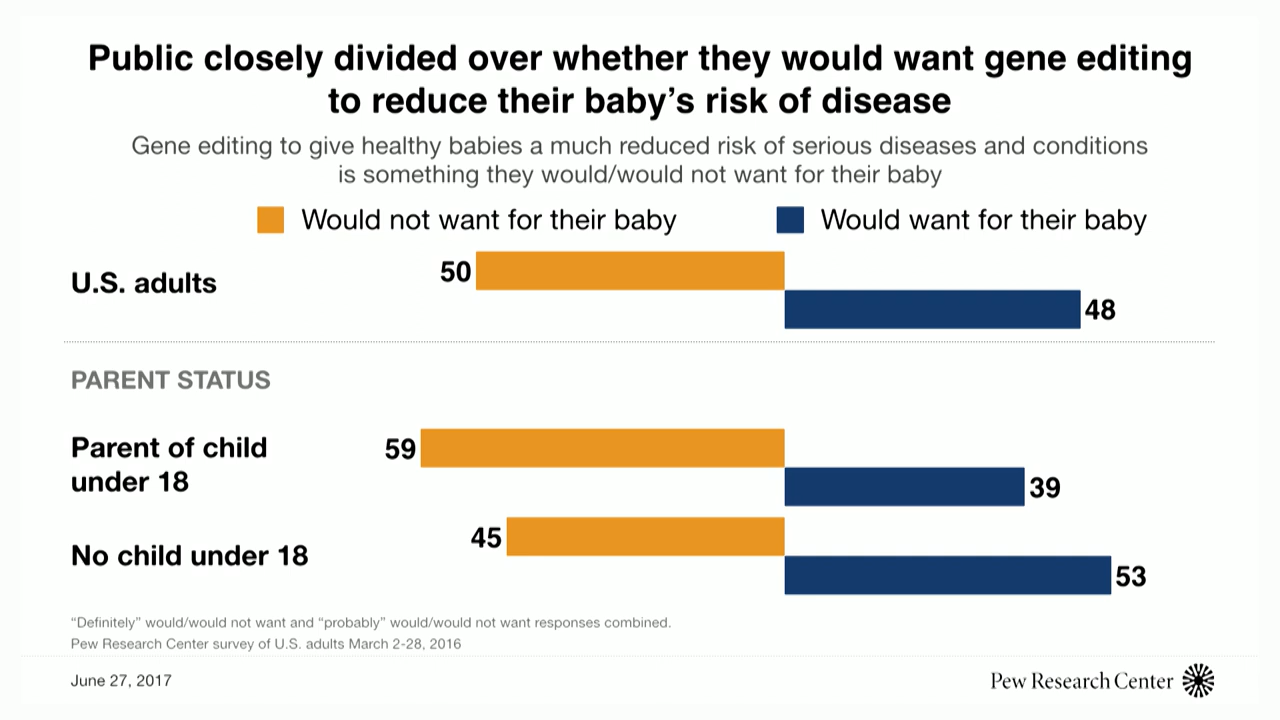 Public closely divided over whether they would want gene editing
to reduce their baby’s risk of disease
Gene editing to give healthy babies a much reduced risk of serious diseases and conditions
is something they would/would not want for their baby
Would not want for their baby
Would want for their baby
U.S. adults
50
48
PARENT STATUS
Parent of child
under 18
59
39
No child under 18
45
53
“Definitely” would/would not want and “probably” would/would not want responses combined.
Pew Research Center survey of U.S. adults March 2-28, 2016
June 27, 2017
Pew Research Center